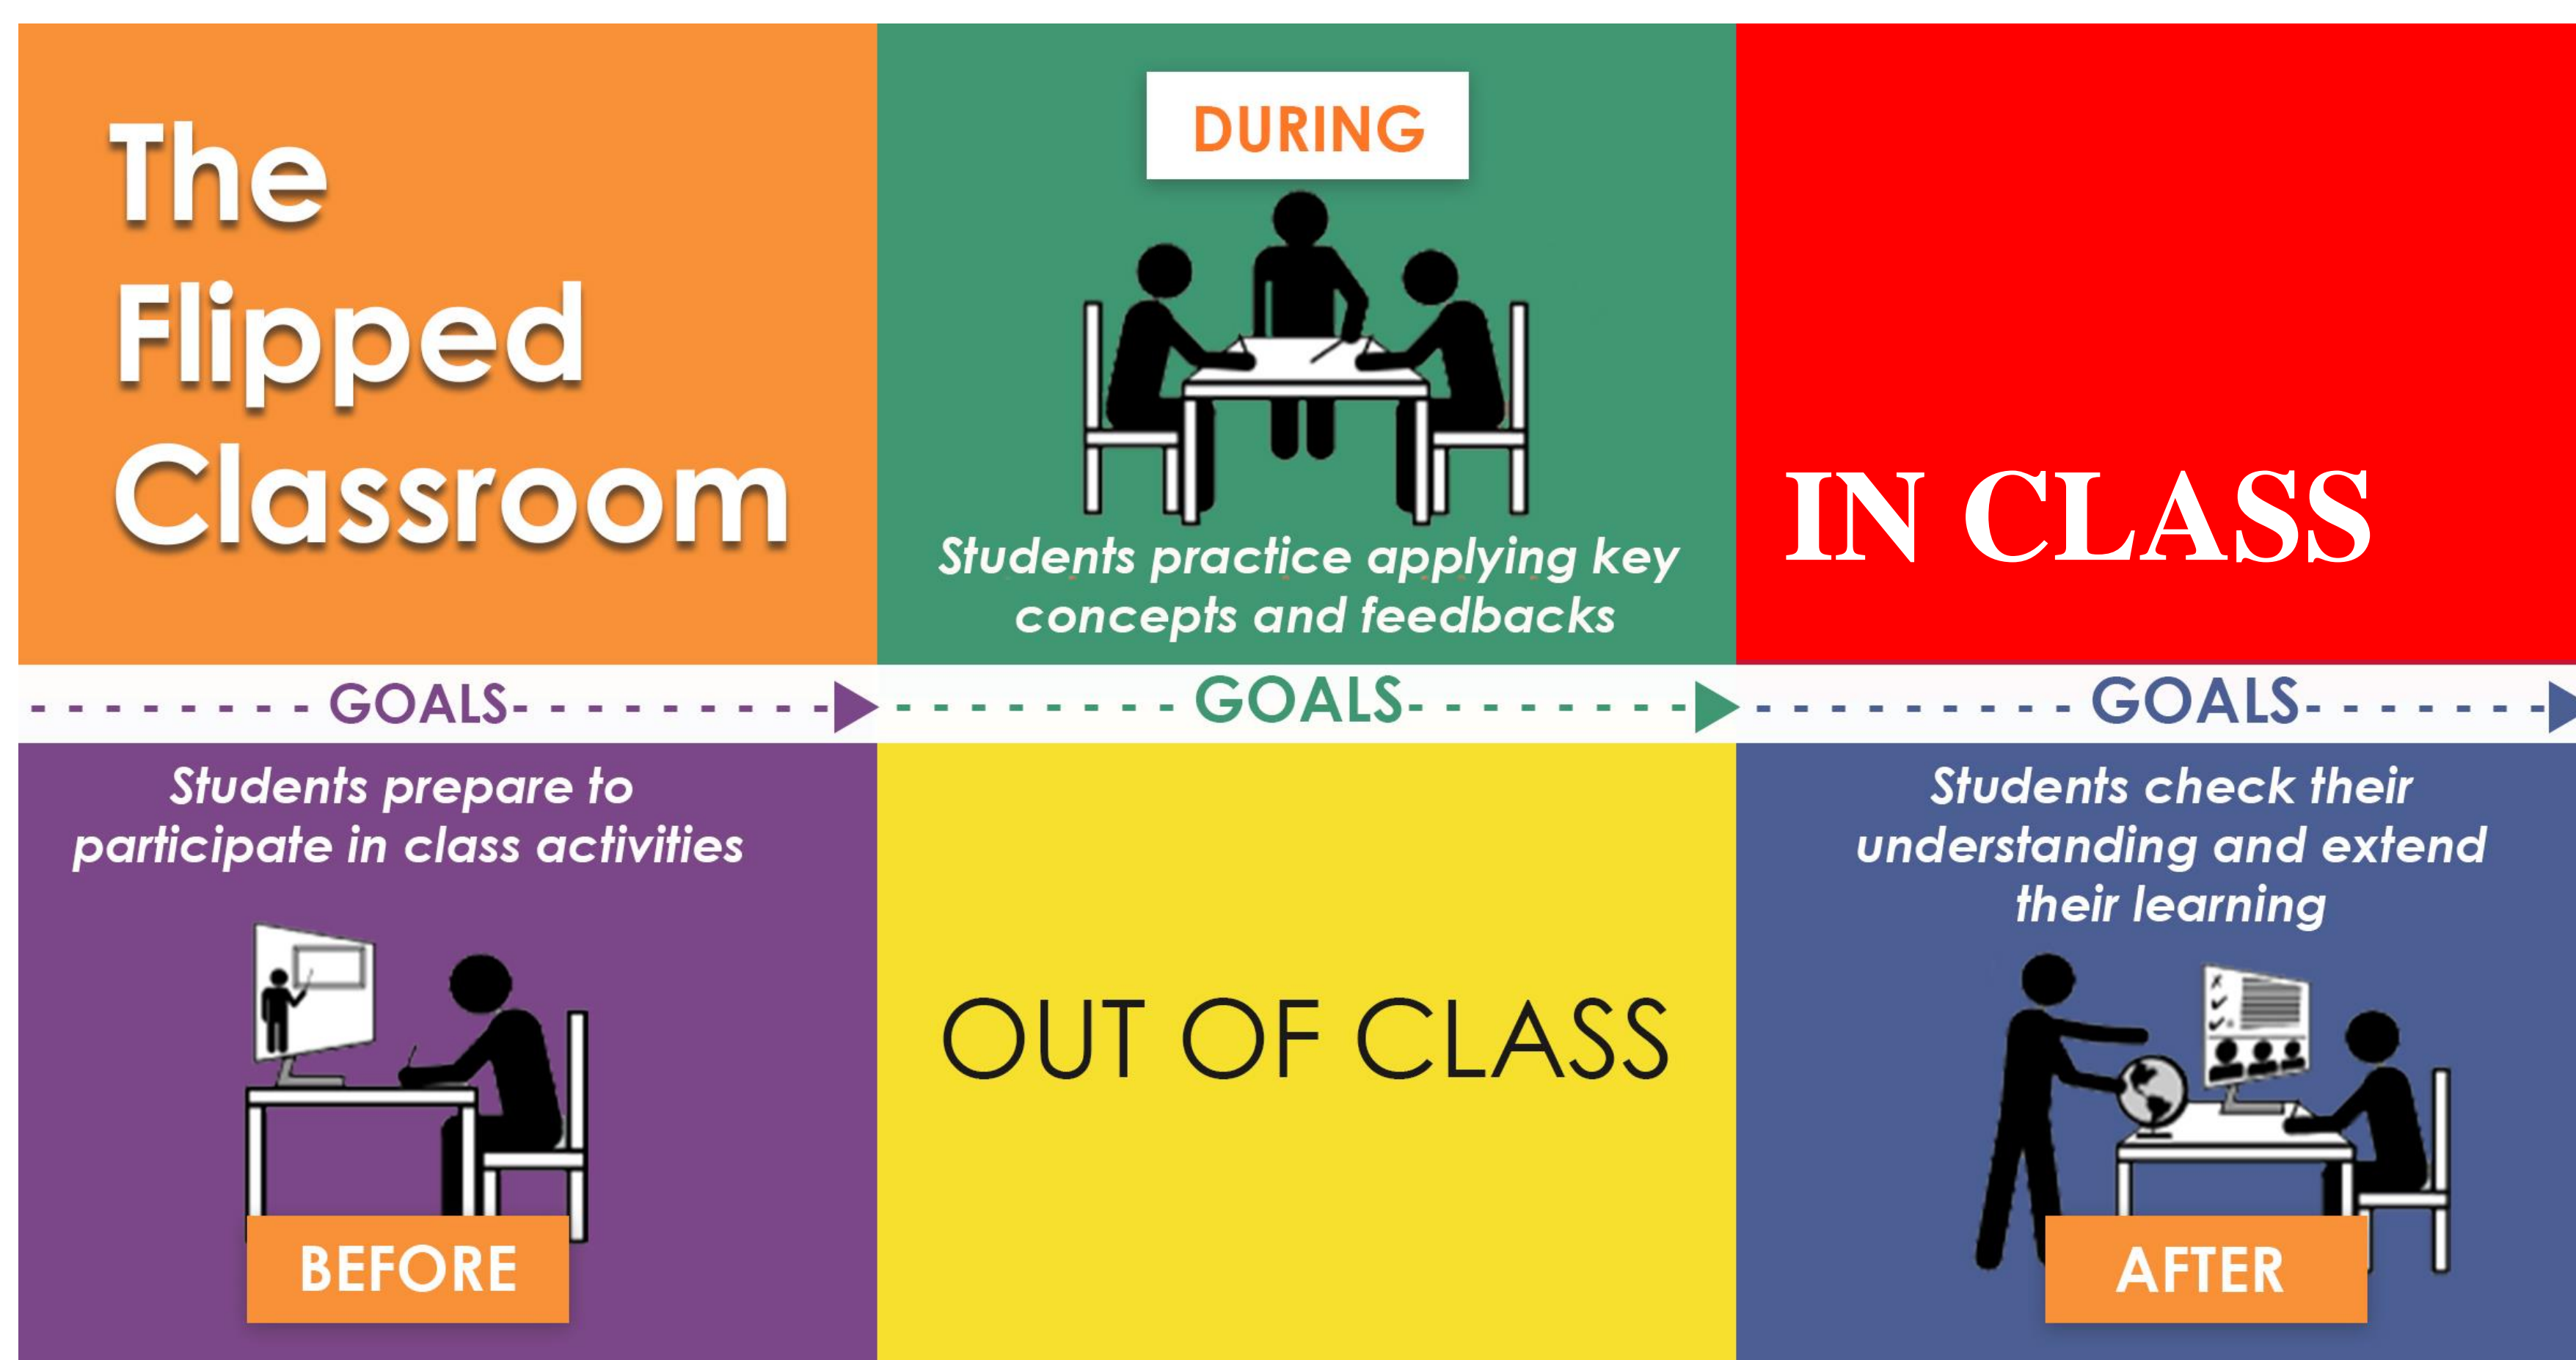 The
Flipped
Classroom
DURING
Students practice applying key
concepts and feedbacks
IN CLASS
GOALS
GOALS
GOALS
Students prepare to
participate in class activities
BEFORE
OUT OF CLASS
Students check their
understanding and extend
their learning
AFTER